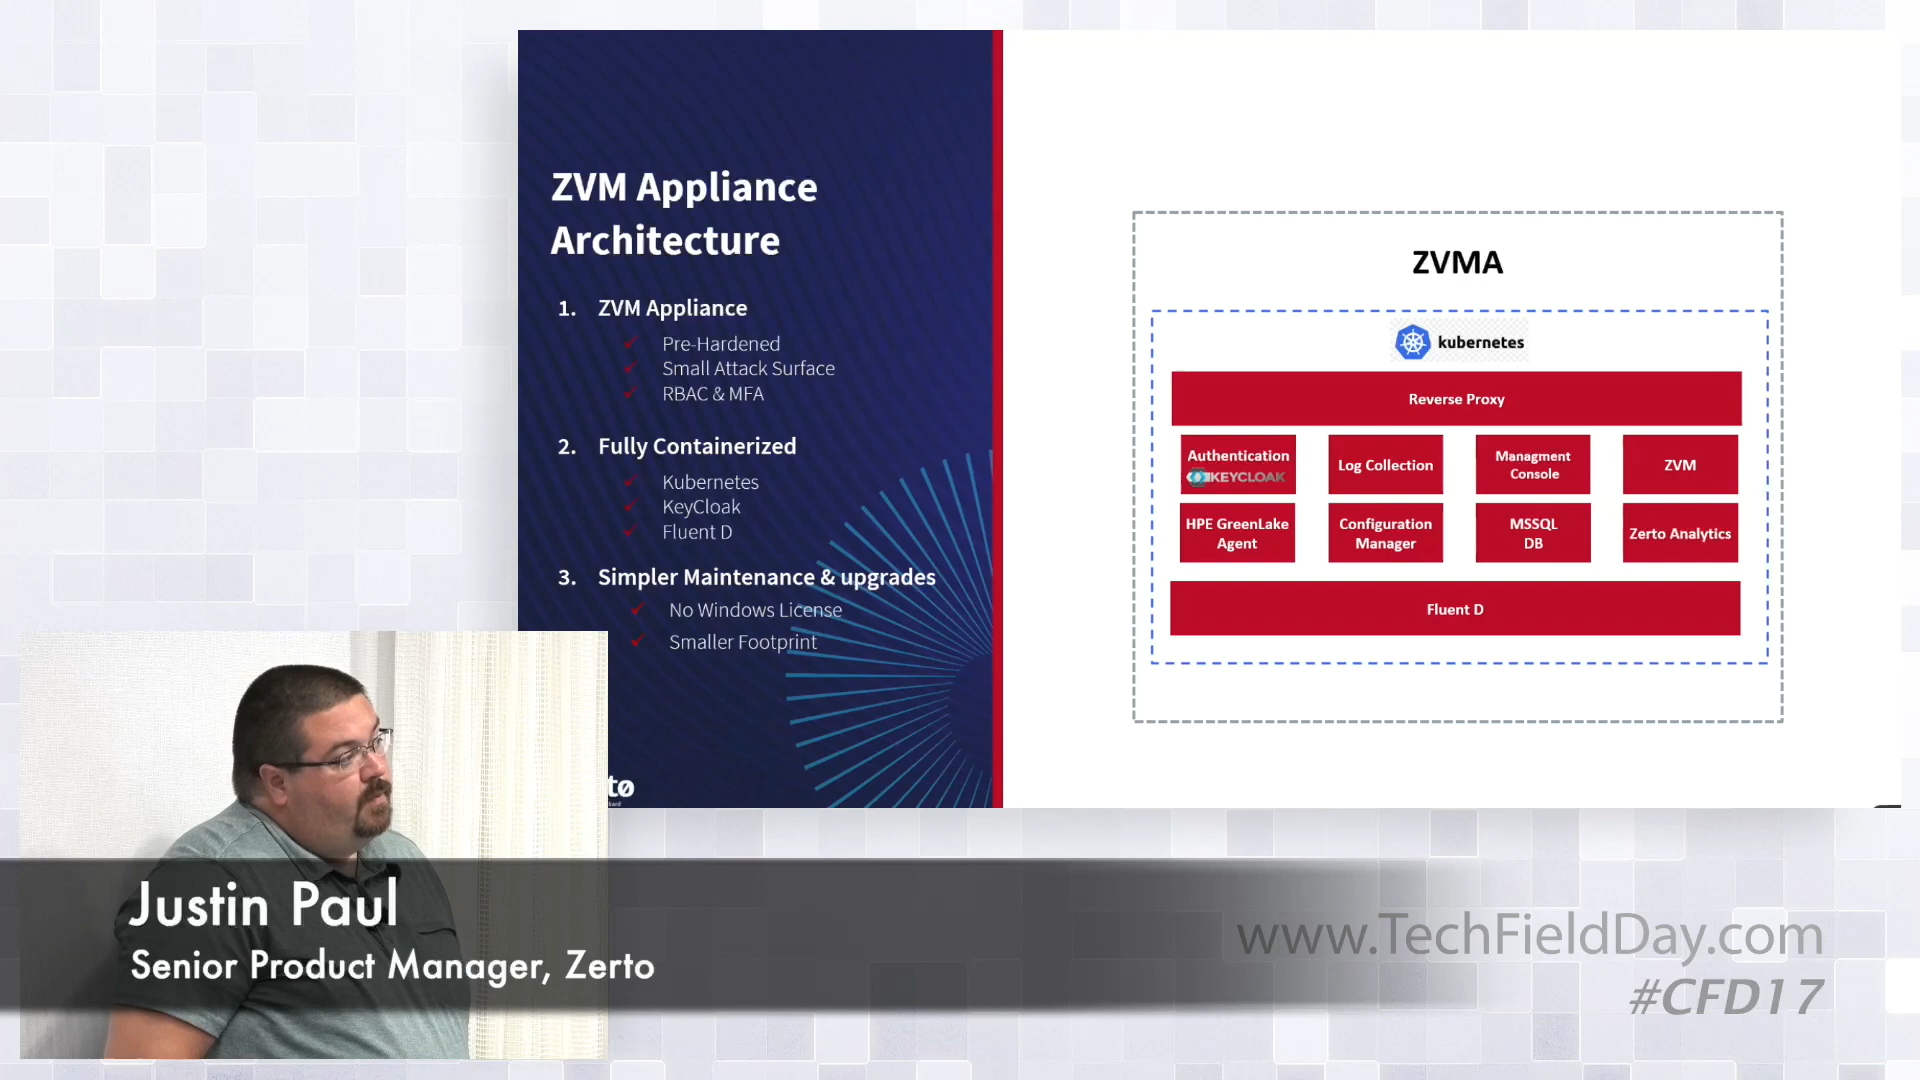 ZVM Appliance
Architecture
1. ZVM Appliance
Pre-Hardened
Small Attack Surface
RBAC & MFA
2. Fully Containerized
Kubernetes
KeyCloak
Fluent D
3. Simpler Maintenance & upgrades
No Windows License
Smaller Footprint
ZVMA
kubernetes
Reverse Proxy
Authentication
KEYCLOAK
Log Collection
Managment
Console
ZVM
HPE GreenLake
Agent
Configuration
Manager
MSSQL
DB
Zerto Analytics
Fluent D
Justin Paul
Senior Product Manager, Zerto
www.TechFieldDay.com
#CFD17